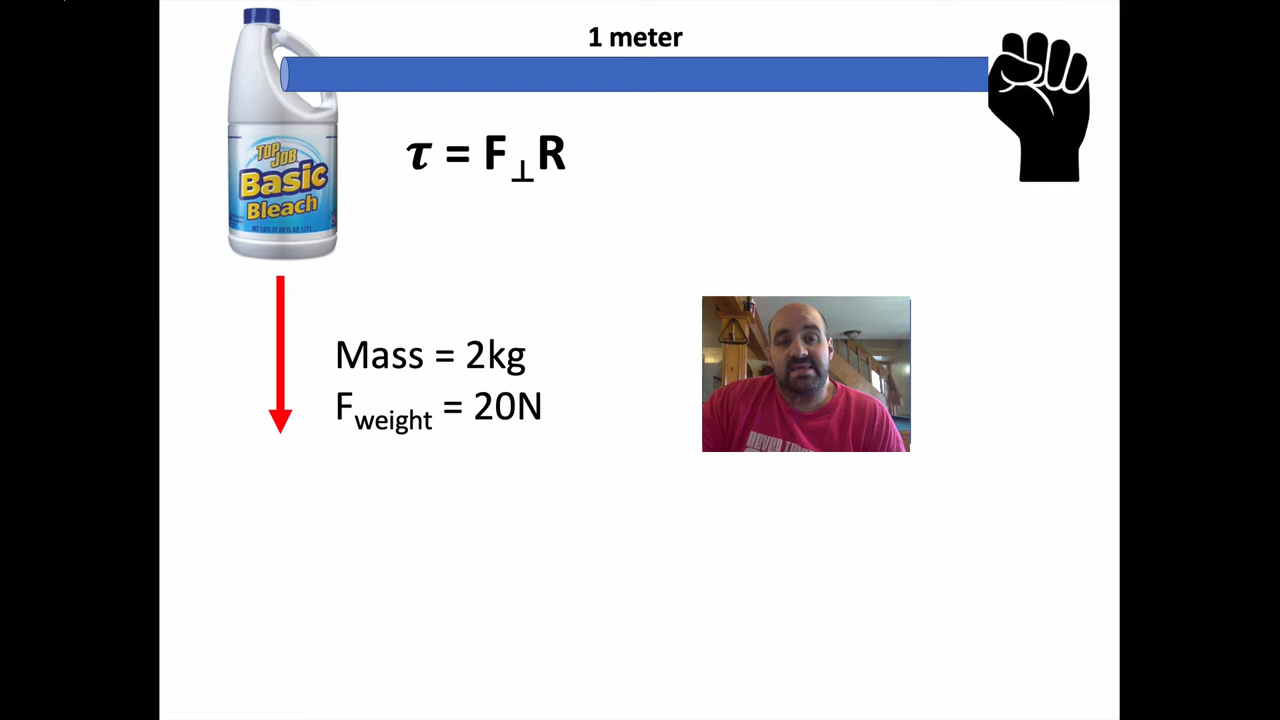 1 meter
τ = F⊥R
TOP JOB
Basic
Bleach
Mass = 2kg
Fweight = 20N